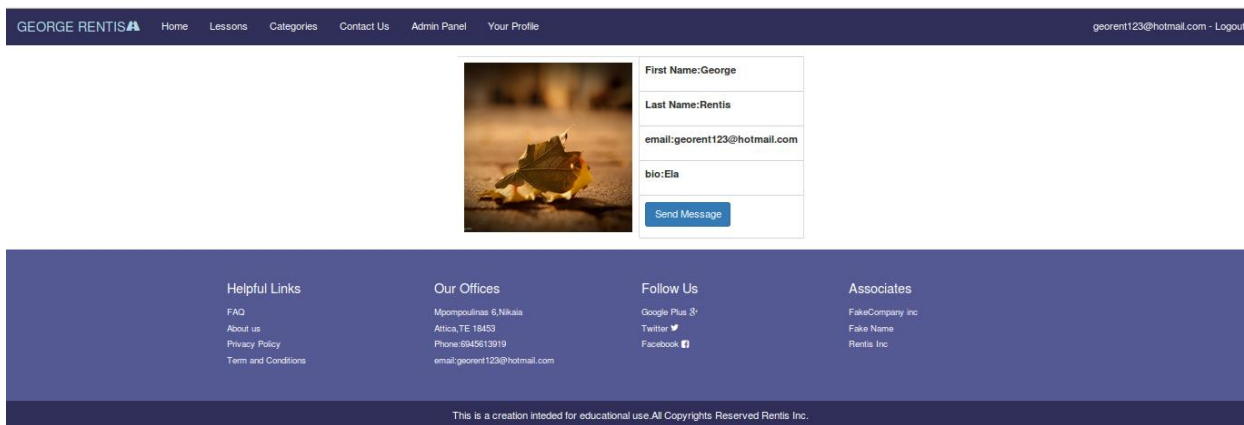 GEORGE RENTIS Home Lessons Categories Contact Us Admin Panel Your Profile georent123@hotmail.com - Logout
First Name:George
Last Name:Rentis
email:georent123@hotmail.com
bio:Ela
Send Message
Helpful Links
FAQ
About us
Privacy Policy
Term and Conditions
Our Offices
Mpompoulinas 6,Nikaia
Attica,TE 18453
Phone:6945613919
email:georent123@hotmail.com
Follow Us
Google Plus
Twitter
Facebook
Associates
FakeCompany inc
Fake Name
Rentis Inc
This is a creation inteded for educational use.All Copyrights Reserved Rentis Inc.